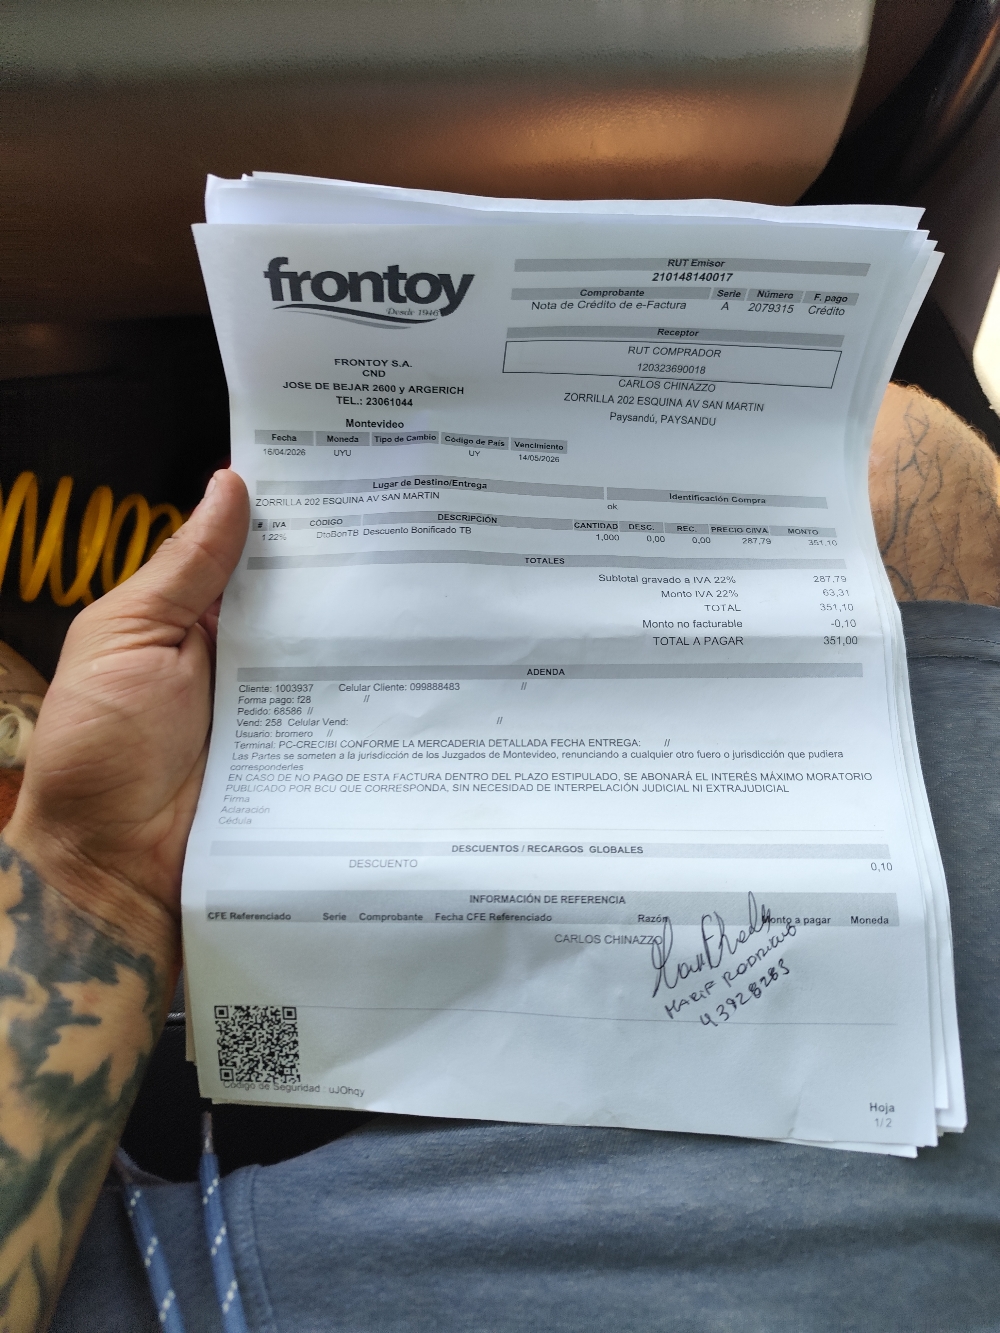 frontoy
Desde 1946
FRONTOY S.A.
CND
JOSE DE BEJAR 2600 y ARGERICH
TEL.: 23061044
Montevideo
RUT Emisor
210148140017
Comprobante Serie Número F. pago
Nota de Crédito de e-Factura A 2079315 Crédito
Receptor
RUT COMPRADOR
120323690018
CARLOS CHINAZZO
ZORRILLA 202 ESQUINA AV SAN MARTIN
Paysandú, PAYSANDU
Fecha Moneda Tipo de Cambio Código de País Vencimiento
16/04/2026 UYU UY 14/05/2026
Lugar de Destino/Entrega Identificación Compra
ZORRILLA 202 ESQUINA AV SAN MARTIN ok
# IVA CÓDIGO DESCRIPCIÓN CANTIDAD DESC. REC. PRECIO C/IVA MONTO
1 22% DtoBonTB Descuento Bonificado TB 1,000 0,00 0,00 287,79 351,10
TOTALES
Subtotal gravado a IVA 22% 287,79
Monto IVA 22% 63,31
TOTAL 351,10
Monto no facturable -0,10
TOTAL A PAGAR 351,00
ADENDA
Cliente: 1003937 Celular Cliente: 099888483 //
Forma pago: f28 //
Pedido: 68586 //
Vend: 258 Celular Vend: //
Usuario: bromero //
Terminal: PC-CRECIBI CONFORME LA MERCADERIA DETALLADA FECHA ENTREGA: //
Las Partes se someten a la jurisdicción de los Juzgados de Montevideo, renunciando a cualquier otro fuero o jurisdicción que pudiera
corresponderles
EN CASO DE NO PAGO DE ESTA FACTURA DENTRO DEL PLAZO ESTIPULADO, SE ABONARÁ EL INTERÉS MÁXIMO MORATORIO
PUBLICADO POR BCU QUE CORRESPONDA, SIN NECESIDAD DE INTERPELACIÓN JUDICIAL NI EXTRAJUDICIAL
Firma
Aclaración
Cédula
DESCUENTOS / RECARGOS GLOBALES
DESCUENTO 0,10
INFORMACIÓN DE REFERENCIA
CFE Referenciado Serie Comprobante Fecha CFE Referenciado Razón Monto a pagar Moneda
CARLOS CHINAZZO
Código de Seguridad : uJOhqy
Hoja
1/2